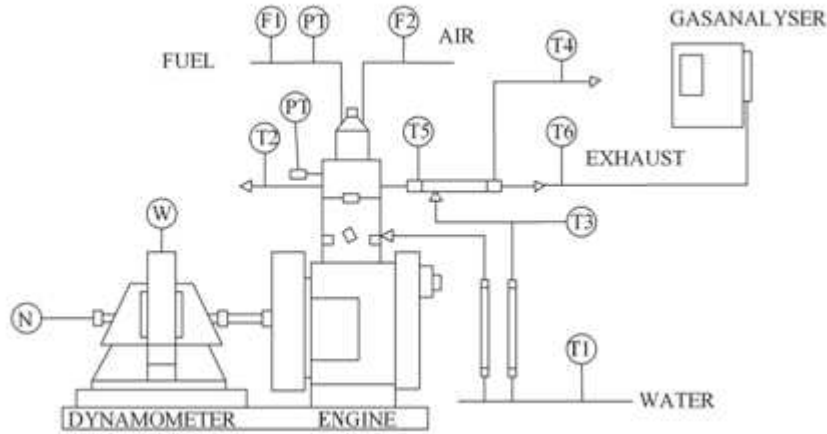 F1 PT F2 AIR GASANALYSER
FUEL T4
PT
T2 T5 T6
EXHAUST
W T3
N
T1
WATER
DYNAMOMETER ENGINE